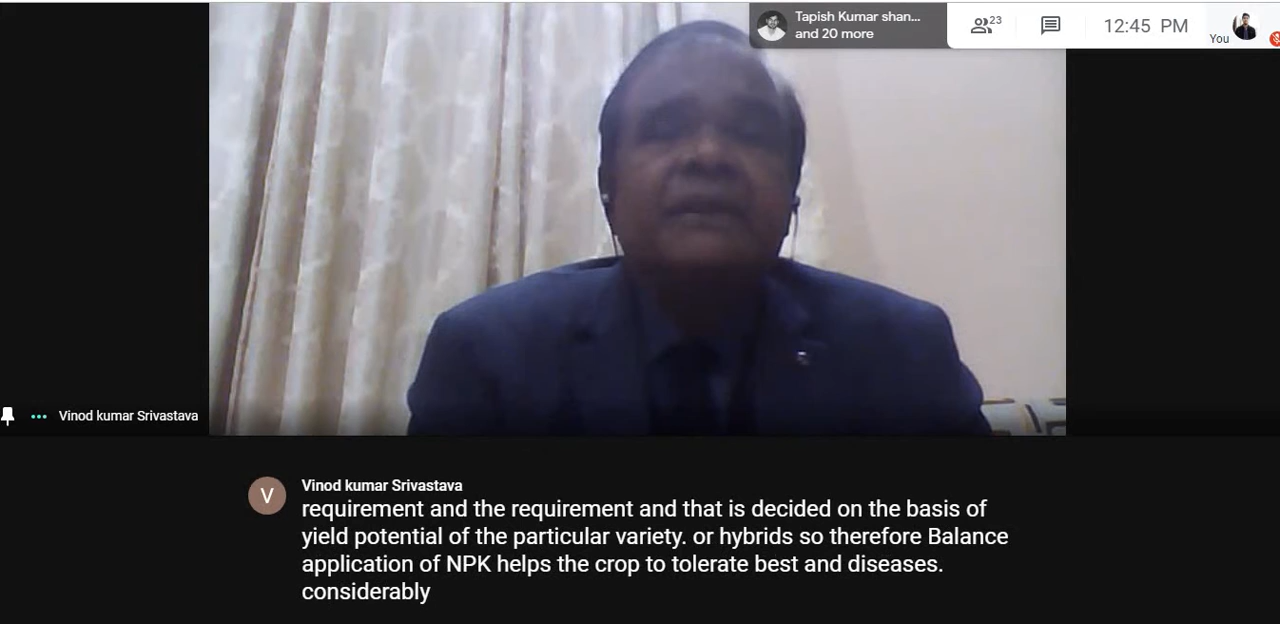 Tapish Kumar shan...
and 20 more
23
12:45 PM
You
Vinod kumar Srivastava
V
Vinod kumar Srivastava
requirement and the requirement and that is decided on the basis of
yield potential of the particular variety. or hybrids so therefore Balance
application of NPK helps the crop to tolerate best and diseases.
considerably